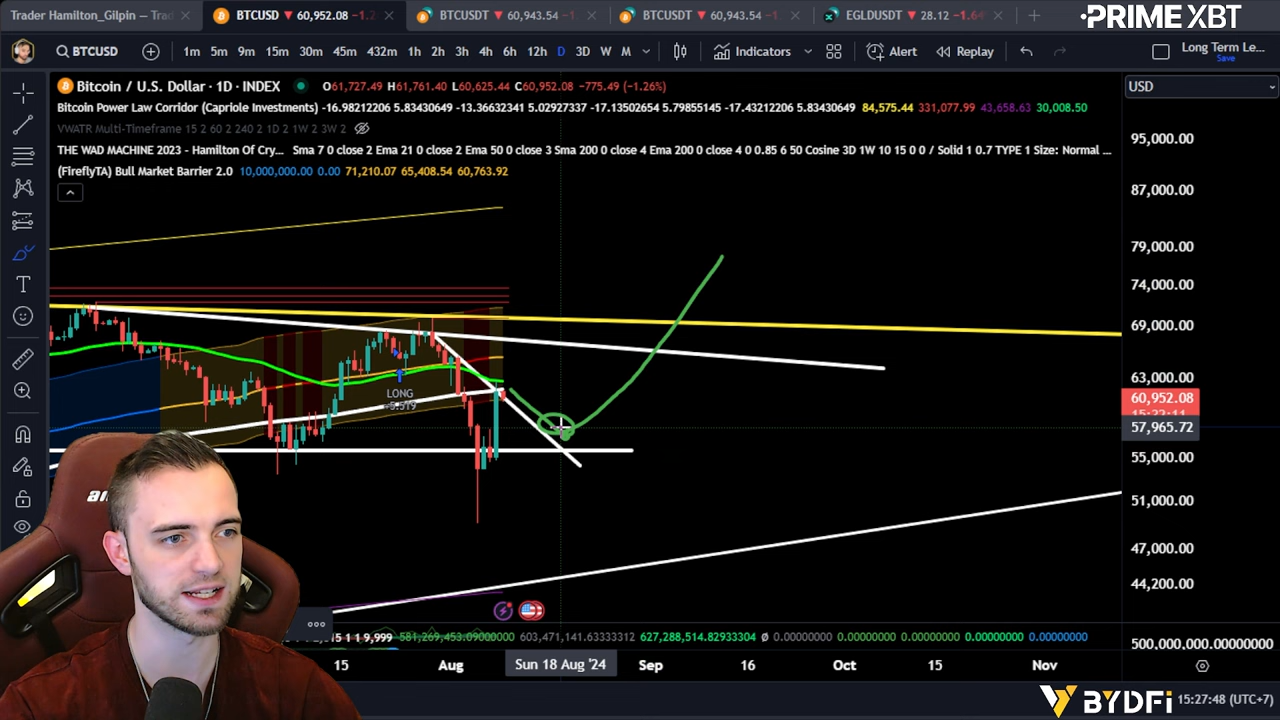 Trader Hamilton_Gilpin — Trad
BTCUSD 60,952.08 −1.2
BTCUSDT 60,943.54 −1.
BTCUSDT 60,943.54 −1.
EGLDUSDT 28.12 −1.64
PRIME XBT
BTCUSD 1m 5m 9m 15m 30m 45m 432m 1h 2h 3h 4h 6h 12h D 3D W M Indicators Alert Replay Long Term Le...
Save
Bitcoin / U.S. Dollar · 1D · INDEX O61,727.49 H61,761.40 L60,625.44 C60,952.08 −775.49 (−1.26%) USD
Bitcoin Power Law Corridor (Capriole Investments) -16.98212206 5.83430649 -13.36632341 5.02927337 -17.13502654 5.79855145 -17.43212206 5.83430649 84,575.44 331,077.99 43,658.63 30,008.50
VWATR Multi-Timeframe 15 2 60 2 240 2 1D 2 1W 2 3W 2
THE WAD MACHINE 2023 - Hamilton Of Cry... Sma 7 0 close 2 Ema 21 0 close 2 Ema 50 0 close 3 Sma 200 0 close 4 Ema 200 0 close 4 0 0.85 6 50 Cosine 3D 1W 10 15 0 0 / Solid 1 0.7 TYPE 1 Size: Normal ...
(FireflyTA) Bull Market Barrier 2.0 10,000,000.00 0.00 71,210.07 65,408.54 60,763.92
95,000.00
87,000.00
79,000.00
74,000.00
69,000.00
63,000.00
60,952.08
15:32:11
57,965.72
55,000.00
51,000.00
47,000.00
44,200.00
LONG
+5.519
1 1 9,999 581,269,453.09000000 603,471,141.63333312 627,288,514.82933304 Ø 0.00000000 0.00000000 0.00000000 0.00000000 0.00000000
500,000,000.00000000
15 Aug Sun 18 Aug '24 Sep 16 Oct 15 Nov
BYDFi
15:27:48 (UTC+7)